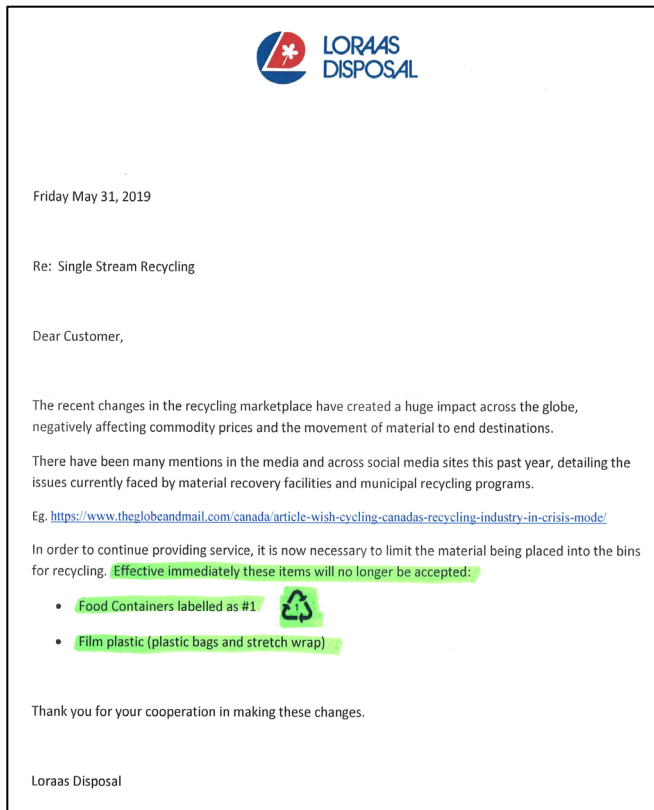 LORAAS
DISPOSAL
Friday May 31, 2019
Re: Single Stream Recycling
Dear Customer,
The recent changes in the recycling marketplace have created a huge impact across the globe,
negatively affecting commodity prices and the movement of material to end destinations.
There have been many mentions in the media and across social media sites this past year, detailing the
issues currently faced by material recovery facilities and municipal recycling programs.
Eg. https://www.theglobeandmail.com/canada/article-wish-cycling-canadas-recycling-industry-in-crisis-mode/
In order to continue providing service, it is now necessary to limit the material being placed into the bins
for recycling. Effective immediately these items will no longer be accepted:
• Food Containers labelled as #1 1
• Film plastic (plastic bags and stretch wrap)
Thank you for your cooperation in making these changes.
Loraas Disposal